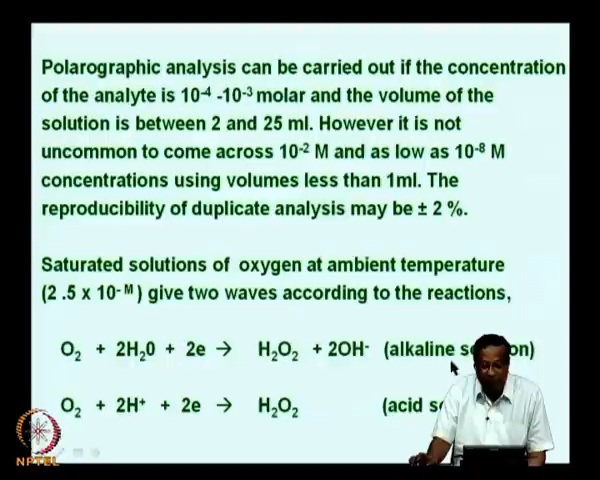 Polarographic analysis can be carried out if the concentration
of the analyte is 10⁻⁴ -10⁻³ molar and the volume of the
solution is between 2 and 25 ml. However it is not
uncommon to come across 10⁻² M and as low as 10⁻⁸ M
concentrations using volumes less than 1ml. The
reproducibility of duplicate analysis may be ± 2 %.
Saturated solutions of oxygen at ambient temperature
(2 .5 x 10⁻ ᴹ ) give two waves according to the reactions,
O₂ + 2H₂0 + 2e → H₂O₂ + 2OH⁻ (alkaline s on)
O₂ + 2H⁺ + 2e → H₂O₂ (acid s
NPTEL